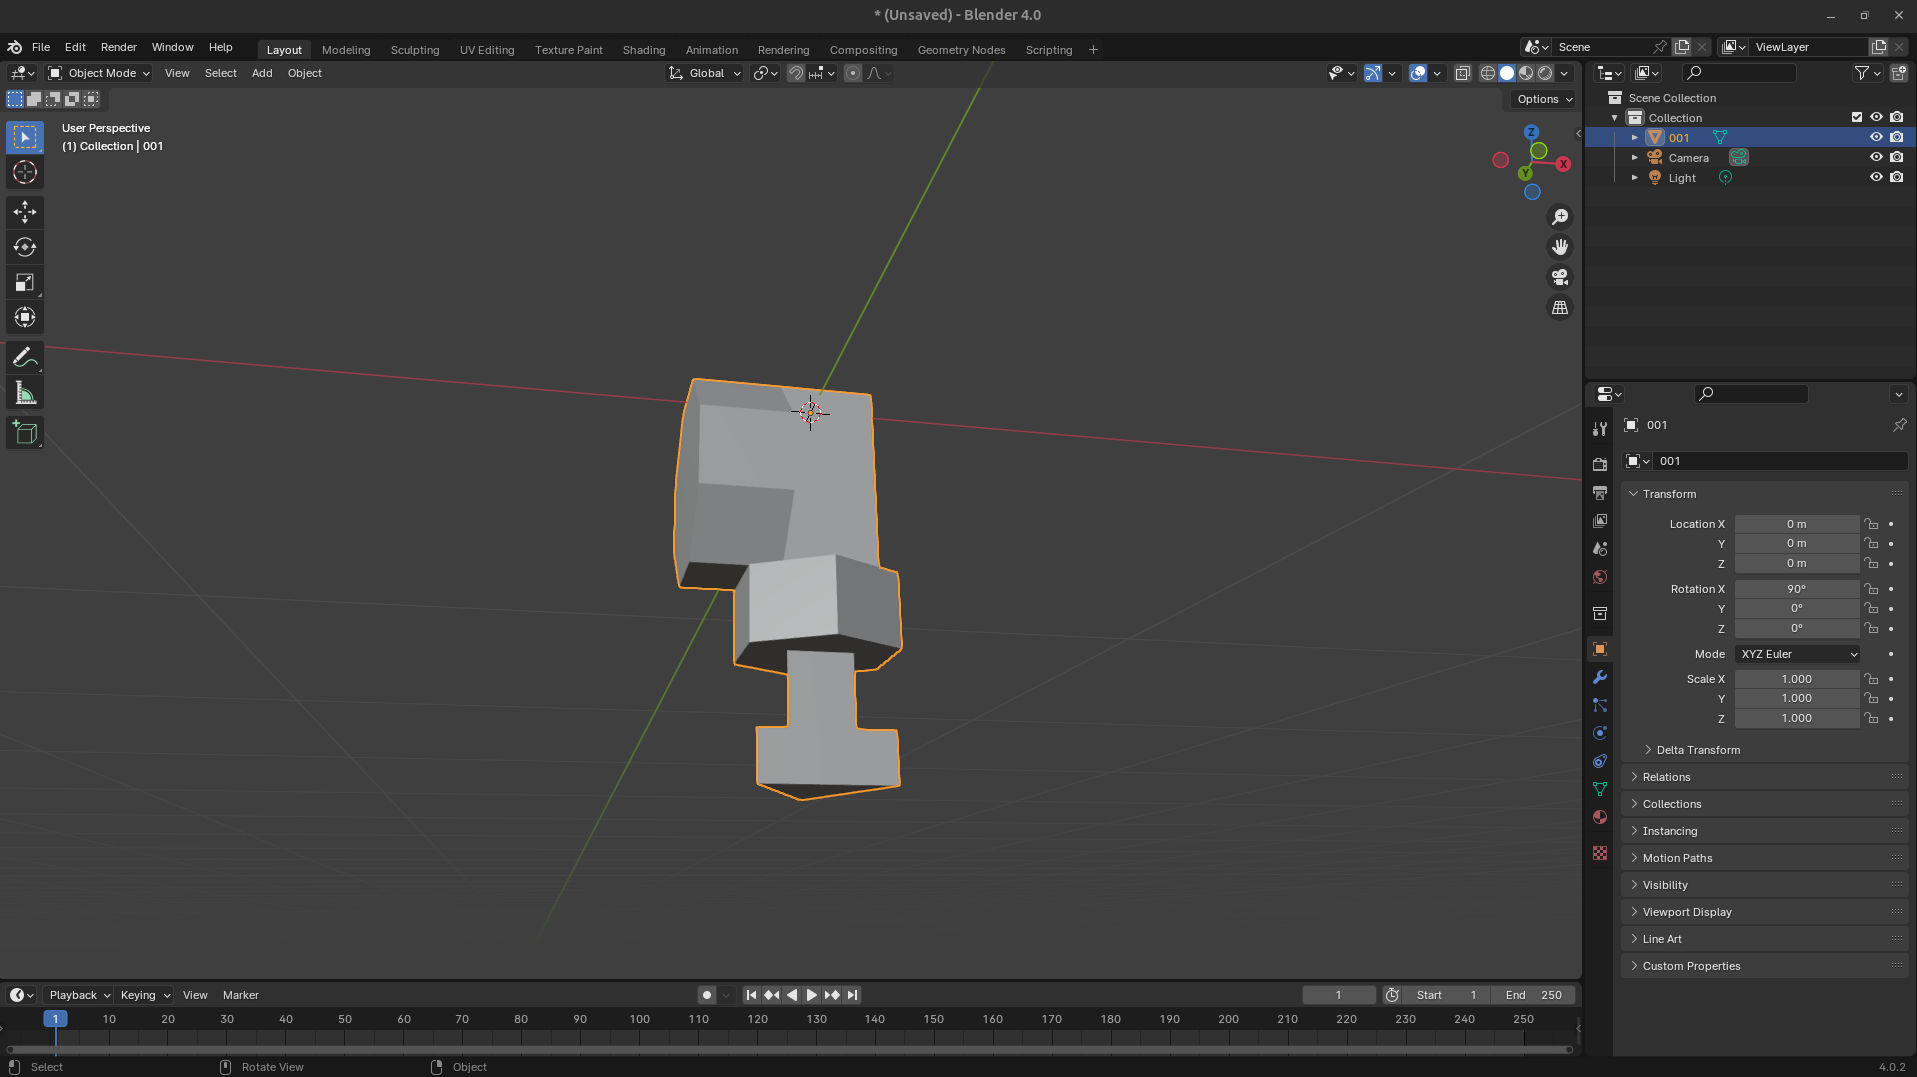 * (Unsaved) - Blender 4.0
File Edit Render Window Help Layout Modeling Sculpting UV Editing Texture Paint Shading Animation Rendering Compositing Geometry Nodes Scripting + Scene ViewLayer
Object Mode View Select Add Object Global
Options
User Perspective
(1) Collection | 001
Z
X
Y
Scene Collection
Collection
001
Camera
Light
001
001
Transform
Location X 0 m
Y 0 m
Z 0 m
Rotation X 90°
Y 0°
Z 0°
Mode XYZ Euler
Scale X 1.000
Y 1.000
Z 1.000
Delta Transform
Relations
Collections
Instancing
Motion Paths
Visibility
Viewport Display
Line Art
Custom Properties
Playback Keying View Marker 1 Start 1 End 250
1 10 20 30 40 50 60 70 80 90 100 110 120 130 140 150 160 170 180 190 200 210 220 230 240 250
Select Rotate View Object 4.0.2